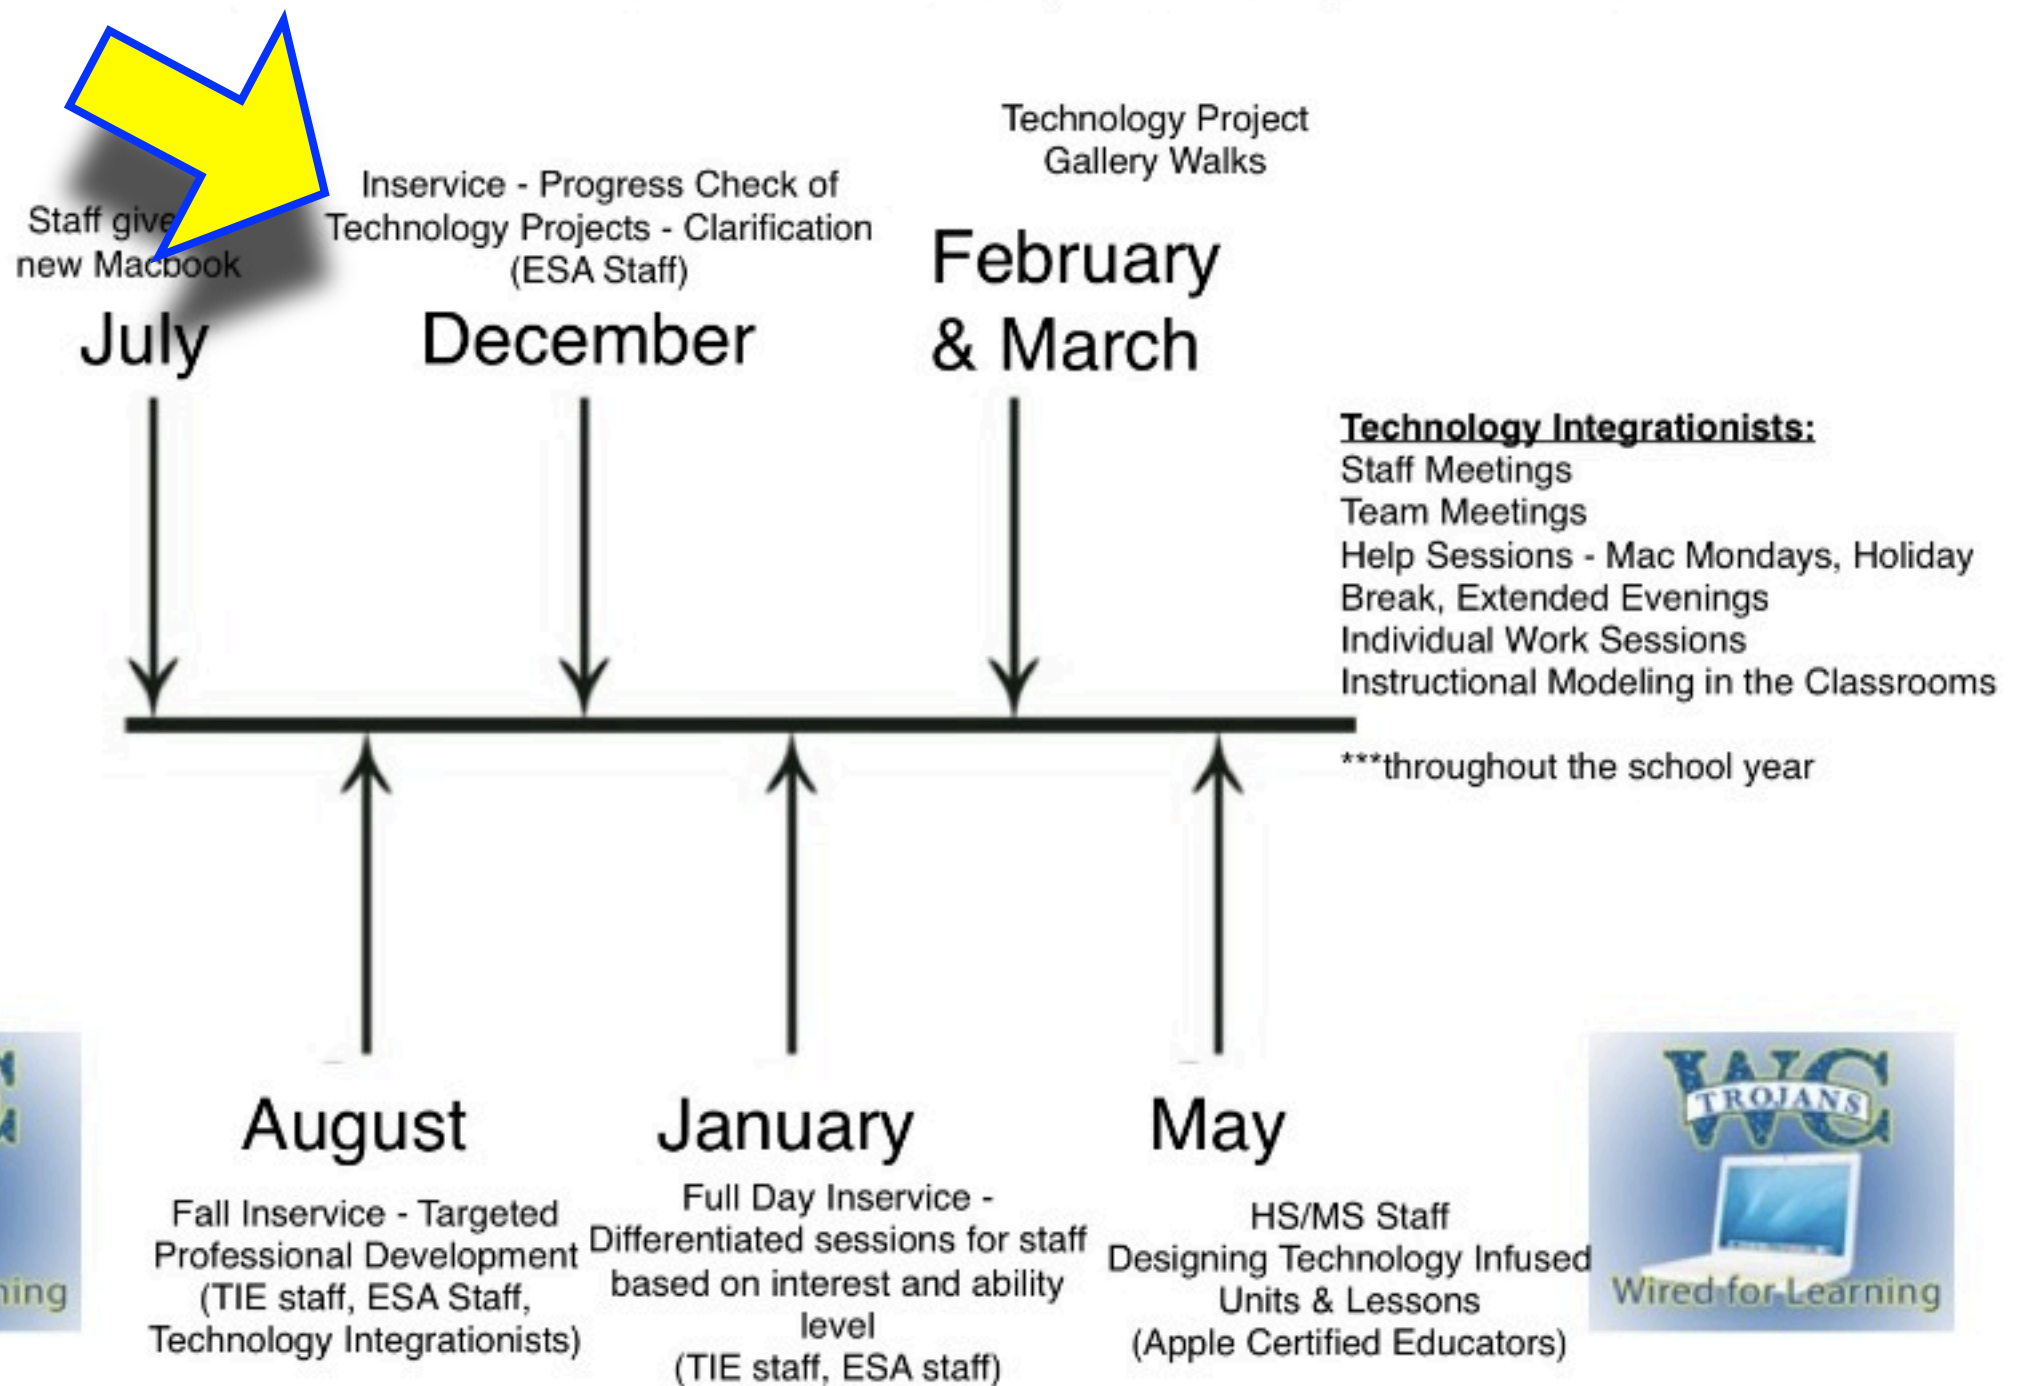 Staff give
new Macbook
July
Inservice - Progress Check of
Technology Projects - Clarification
(ESA Staff)
December
Technology Project
Gallery Walks
February
& March
Technology Integrationists:
Staff Meetings
Team Meetings
Help Sessions - Mac Mondays, Holiday
Break, Extended Evenings
Individual Work Sessions
Instructional Modeling in the Classrooms
***throughout the school year
August
Fall Inservice - Targeted
Professional Development
(TIE staff, ESA Staff,
Technology Integrationists)
January
Full Day Inservice -
Differentiated sessions for staff
based on interest and ability
level
(TIE staff, ESA staff)
May
HS/MS Staff
Designing Technology Infused
Units & Lessons
(Apple Certified Educators)
WC
TROJANS
Wired for Learning